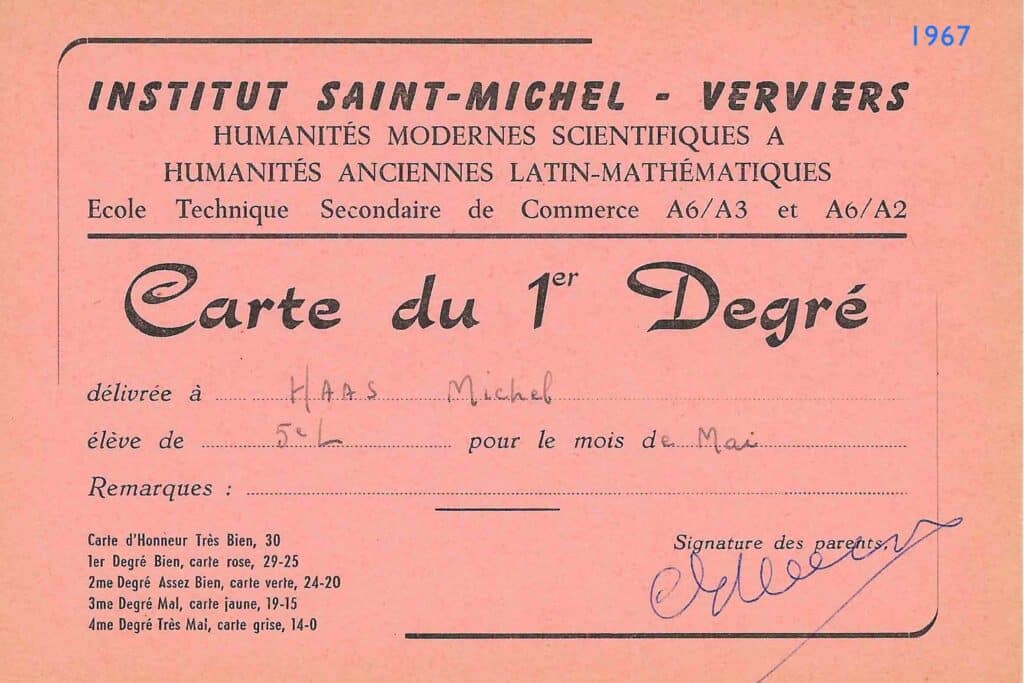 1967
INSTITUT SAINT-MICHEL - VERVIERS
HUMANITÉS MODERNES SCIENTIFIQUES A
HUMANITÉS ANCIENNES LATIN-MATHÉMATIQUES
Ecole Technique Secondaire de Commerce A6/A3 et A6/A2
Carte du 1er Degré
délivrée à HAAS Michel
élève de 5e L pour le mois de Mai
Remarques :
Carte d'Honneur Très Bien, 30
1er Degré Bien, carte rose, 29-25
2me Degré Assez Bien, carte verte, 24-20
3me Degré Mal, carte jaune, 19-15
4me Degré Très Mal, carte grise, 14-0
Signature des parents.